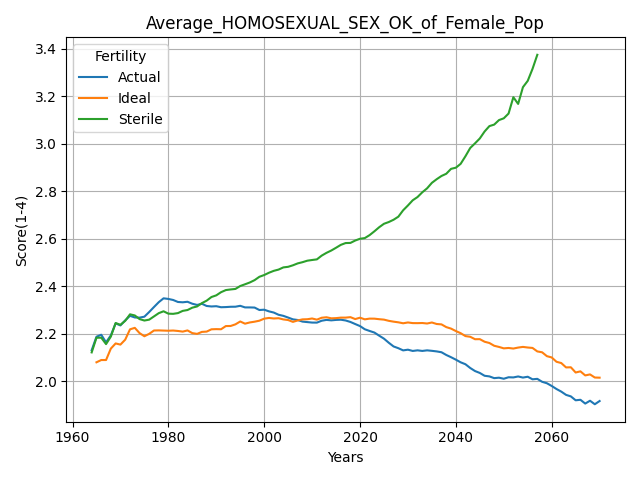 Average_HOMOSEXUAL_SEX_OK_of_Female_Pop
Fertility
Actual
Ideal
Sterile
Score(1-4)
3.4
3.2
3.0
2.8
2.6
2.4
2.2
2.0
1960 1980 2000 2020 2040 2060
Years